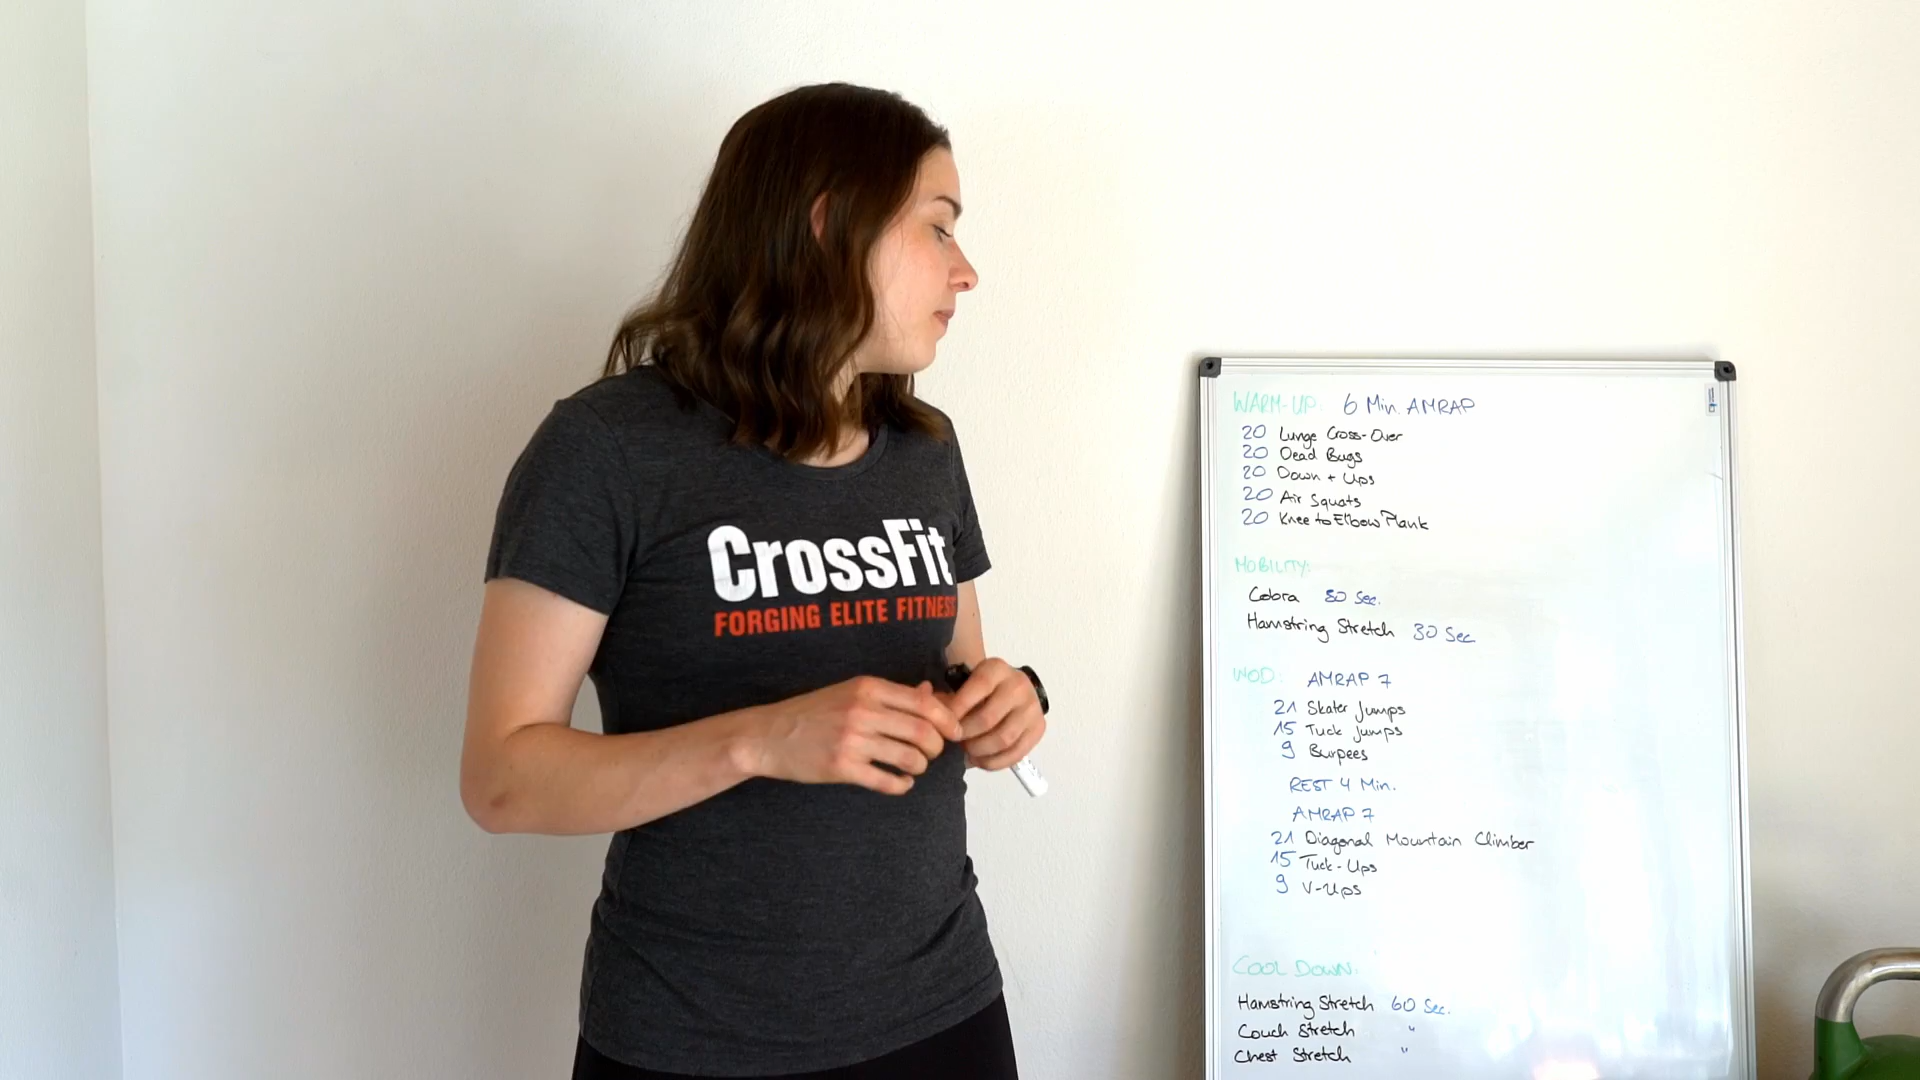 CrossFit
FORGING ELITE FITNESS
WARM-UP: 6 Min. AMRAP
20 Lunge Cross-Over
20 Dead Bugs
20 Down + Ups
20 Air Squats
20 Knee to Elbow Plank
MOBILITY:
Cobra 30 Sec.
Hamstring Stretch 30 Sec
WOD: AMRAP 7
21 Skater Jumps
15 Tuck Jumps
9 Burpees
REST 4 Min.
AMRAP 7
21 Diagonal Mountain Climber
15 Tuck-Ups
9 V-Ups
COOL DOWN:
Hamstring Stretch 60 Sec.
Couch Stretch "
Chest Stretch "